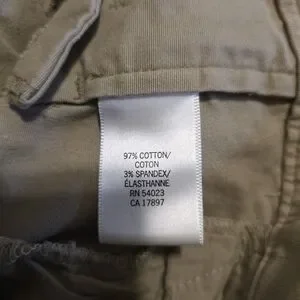 97% COTTON/
COTON
3% SPANDEX/
ÉLASTHANNE
RN 54023
CA 17897